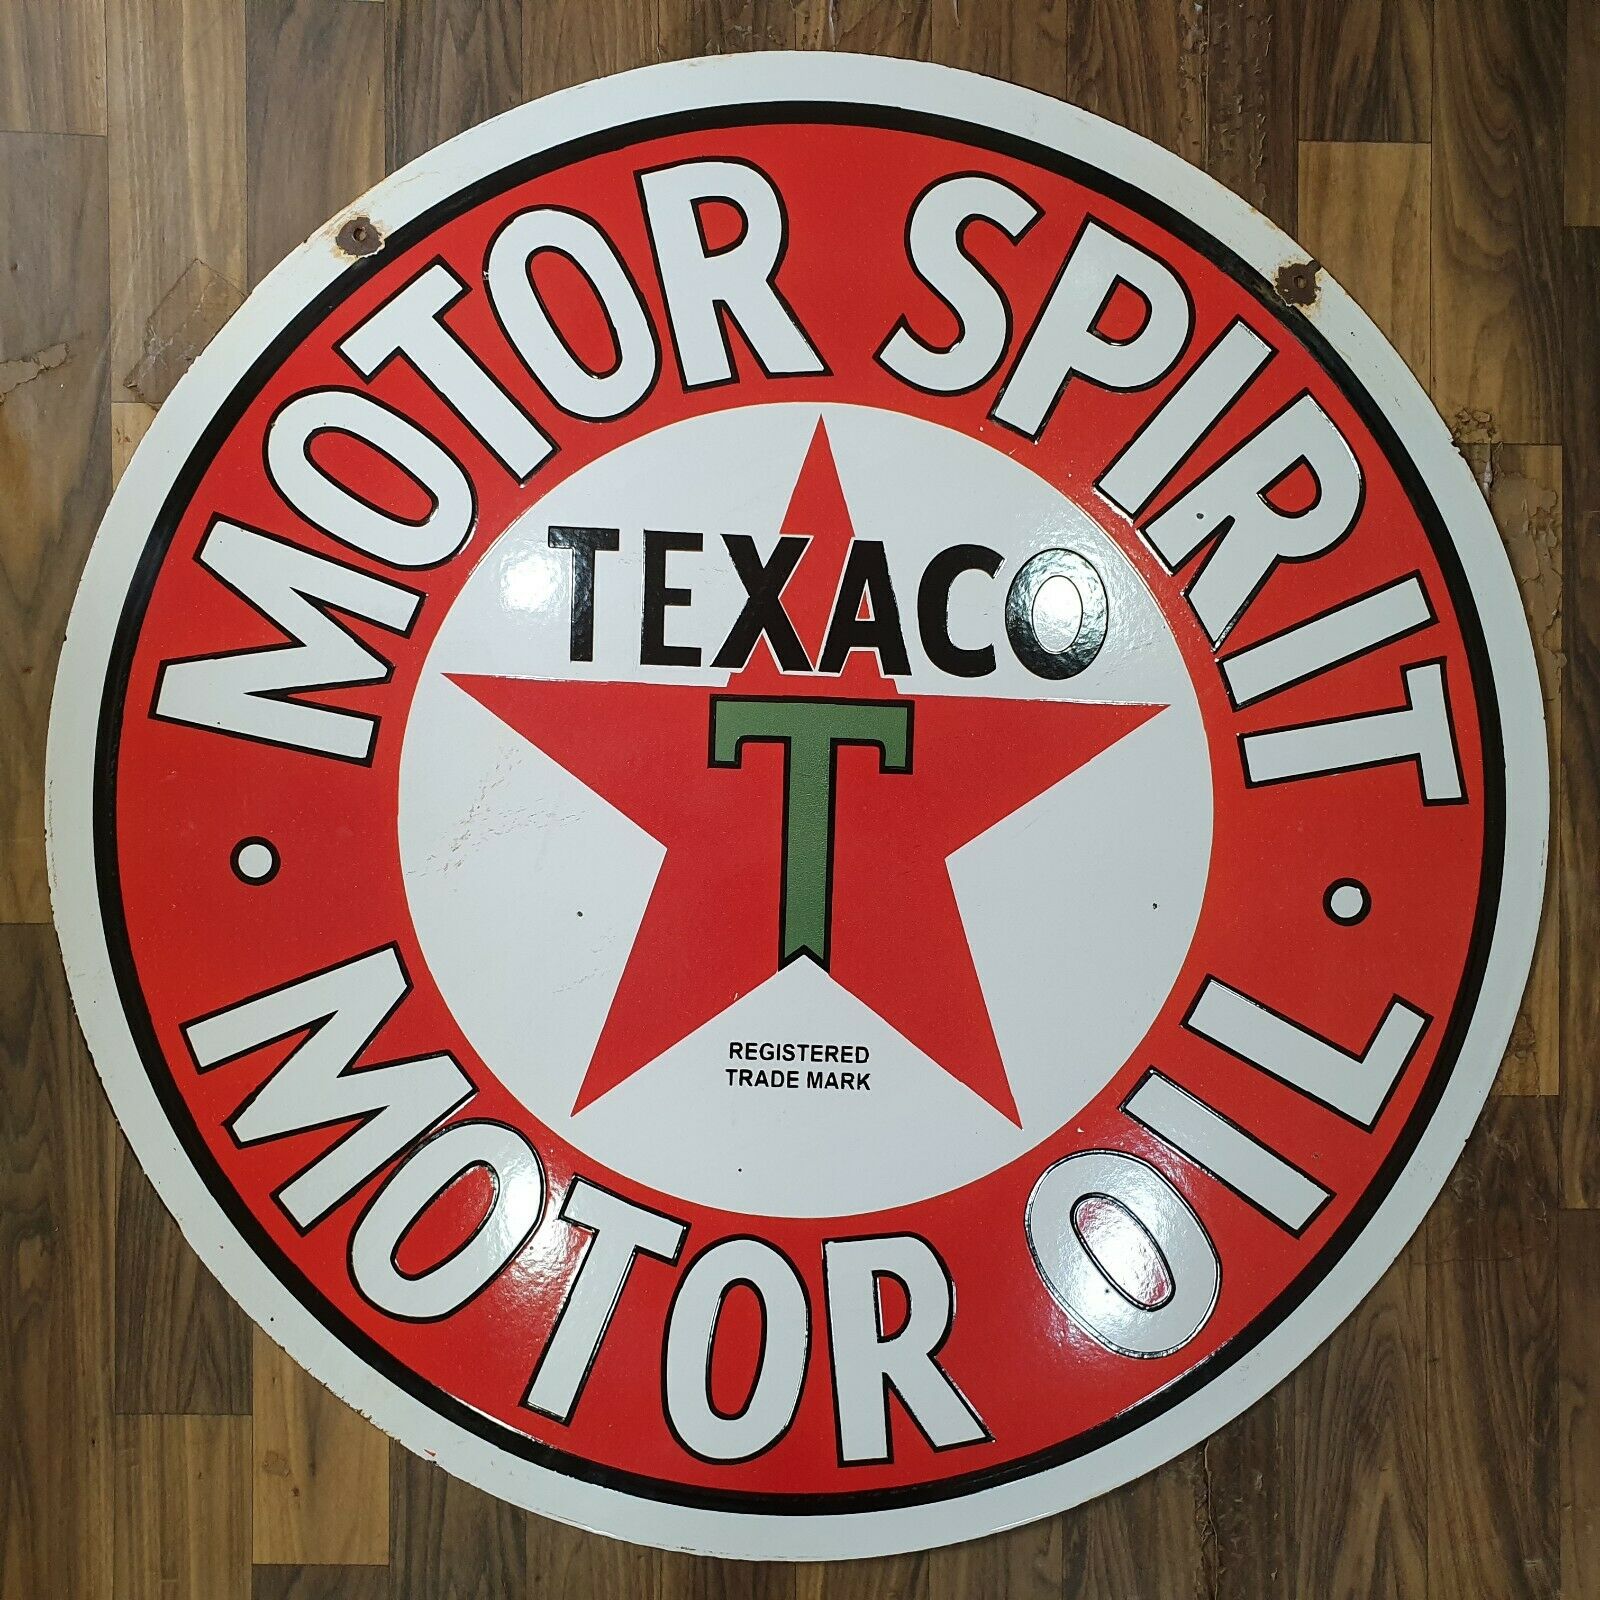 MOTOR SPIRIT
TEXACO
T
REGISTERED
TRADE MARK
MOTOR OIL